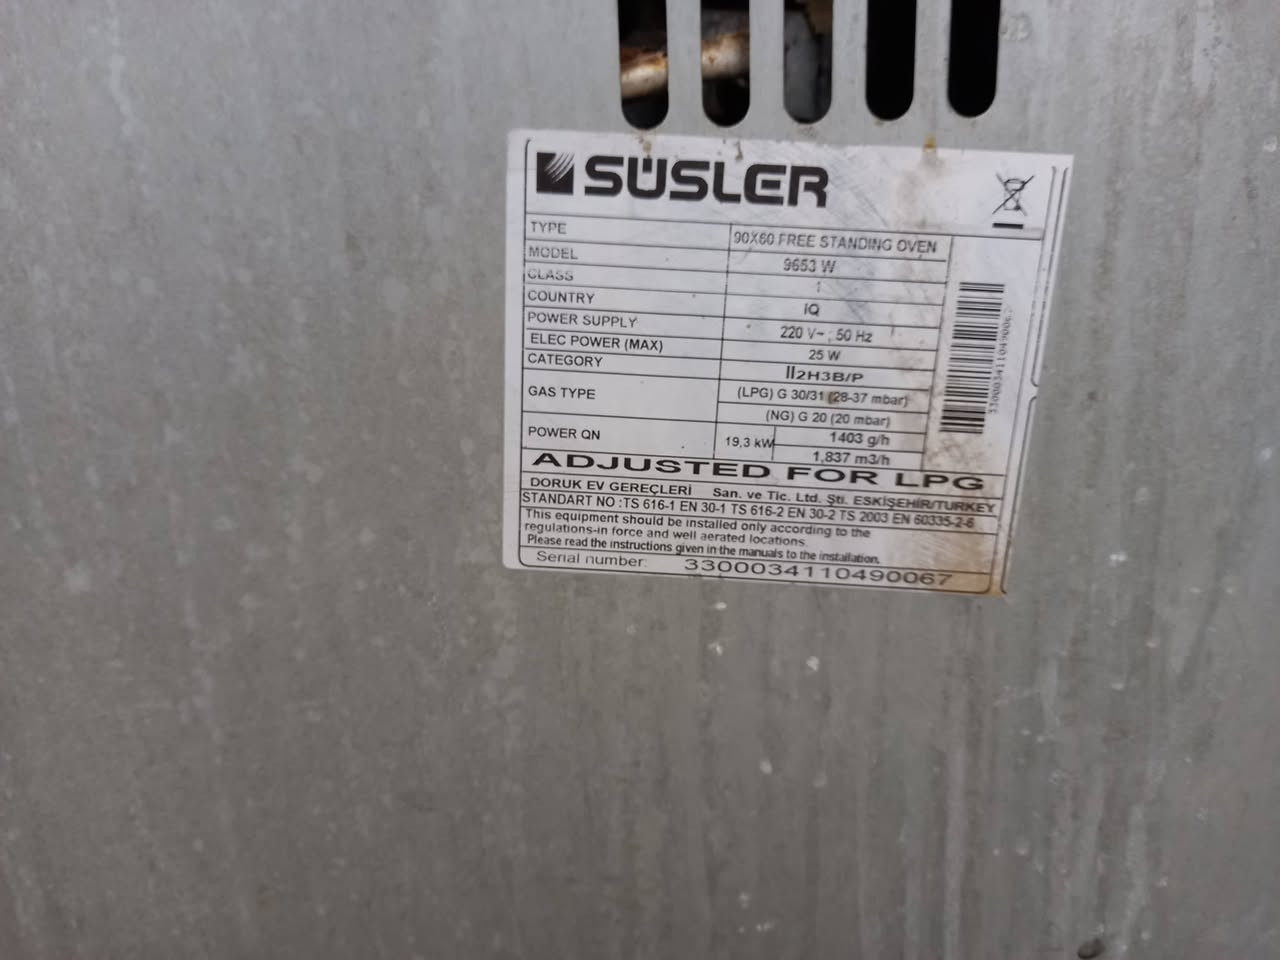 SÜSLER
TYPE 90X60 FREE STANDING OVEN
MODEL 9653 W
CLASS 1
COUNTRY IQ
POWER SUPPLY 220 V~ ; 50 Hz
ELEC POWER (MAX) 25 W
CATEGORY II2H3B/P
GAS TYPE (LPG) G 30/31 (28-37 mbar)
(NG) G 20 (20 mbar)
POWER QN 19,3 kW 1403 g/h
1,837 m3/h
ADJUSTED FOR LPG
DORUK EV GEREÇLERİ San. ve Tic. Ltd. Şti. ESKİŞEHİR/TURKEY
STANDART NO :TS 616-1 EN 30-1 TS 616-2 EN 30-2 TS 2003 EN 60335-2-6
This equipment should be installed only according to the
regulations-in force and well aerated locations.
Please read the instructions given in the manuals to the installation.
Serial number: 3300034110490067
3300034110490067